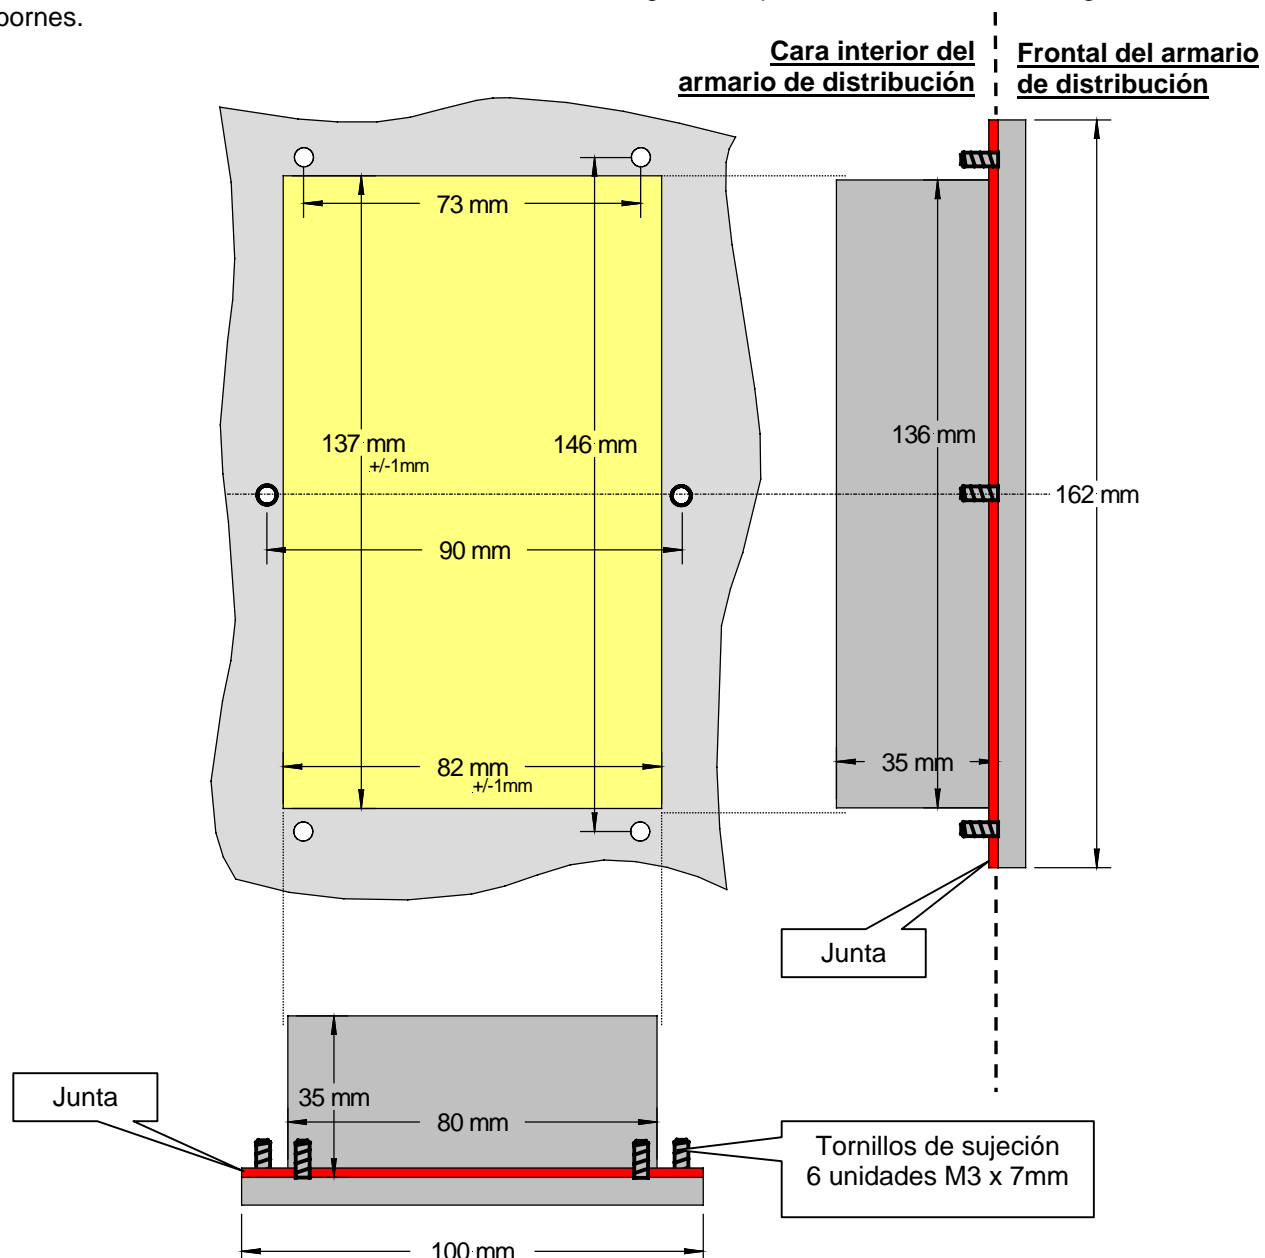 bornes.
Cara interior del
armario de distribución
Frontal del armario
de distribución
73 mm
137 mm
+/-1mm
146 mm
136 mm
162 mm
90 mm
82 mm
+/-1mm
35 mm
Junta
35 mm
Junta
80 mm
Tornillos de sujeción
6 unidades M3 x 7mm
100 mm